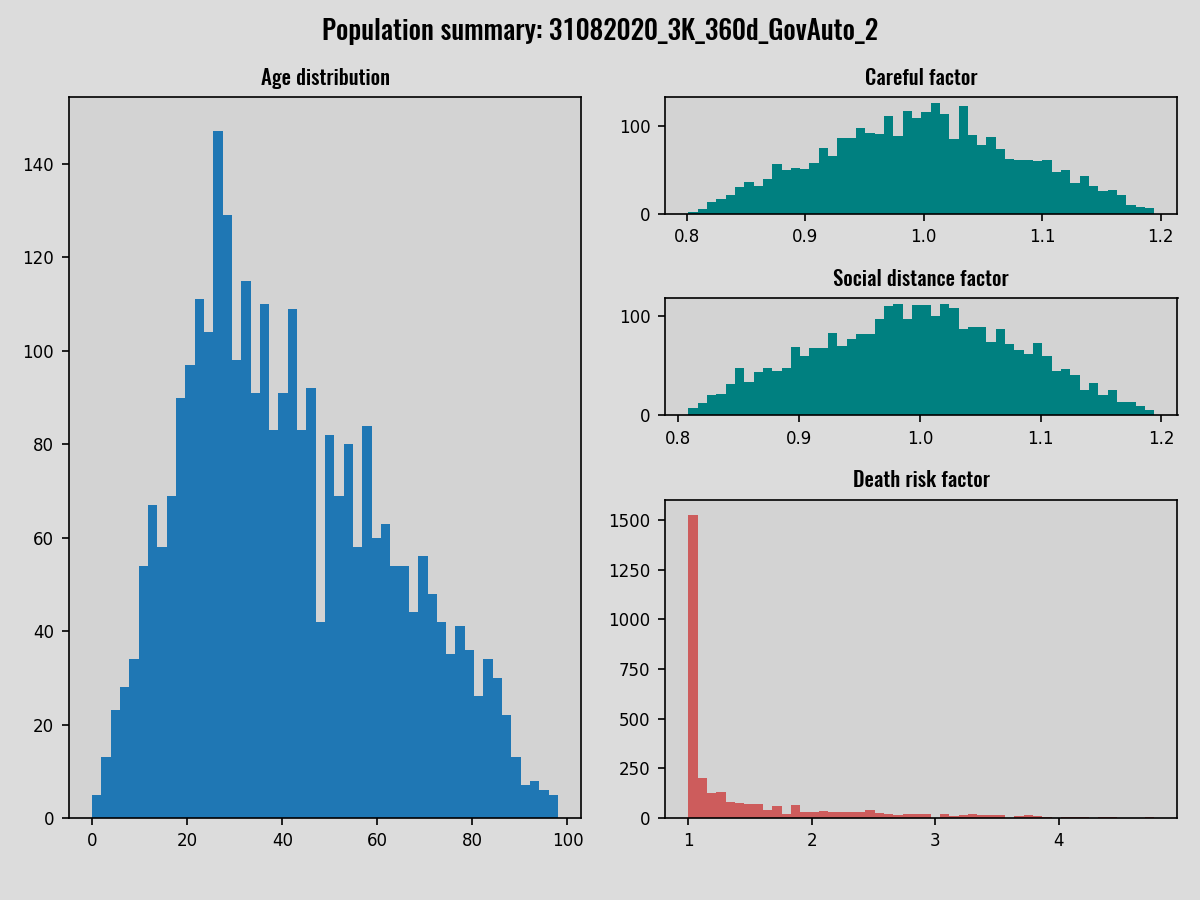 Population summary: 31082020_3K_360d_GovAuto_2
Age distribution
140
120
100
80
60
40
20
0
0 20 40 60 80 100
Careful factor
100
0
0.8 0.9 1.0 1.1 1.2
Social distance factor
100
0
0.8 0.9 1.0 1.1 1.2
Death risk factor
1500
1250
1000
750
500
250
0
1 2 3 4